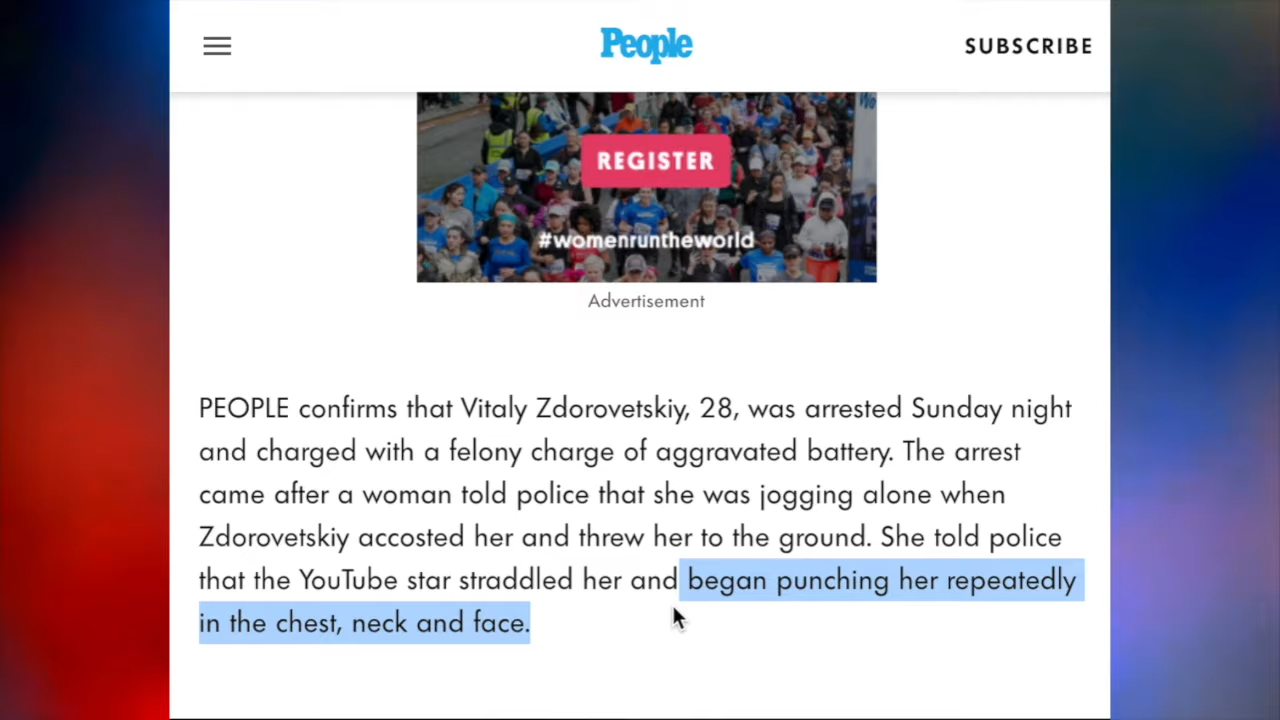 People
SUBSCRIBE
REGISTER
#womenruntheworld
Advertisement
PEOPLE confirms that Vitaly Zdorovetskiy, 28, was arrested Sunday night
and charged with a felony charge of aggravated battery. The arrest
came after a woman told police that she was jogging alone when
Zdorovetskiy accosted her and threw her to the ground. She told police
that the YouTube star straddled her and began punching her repeatedly
in the chest, neck and face.